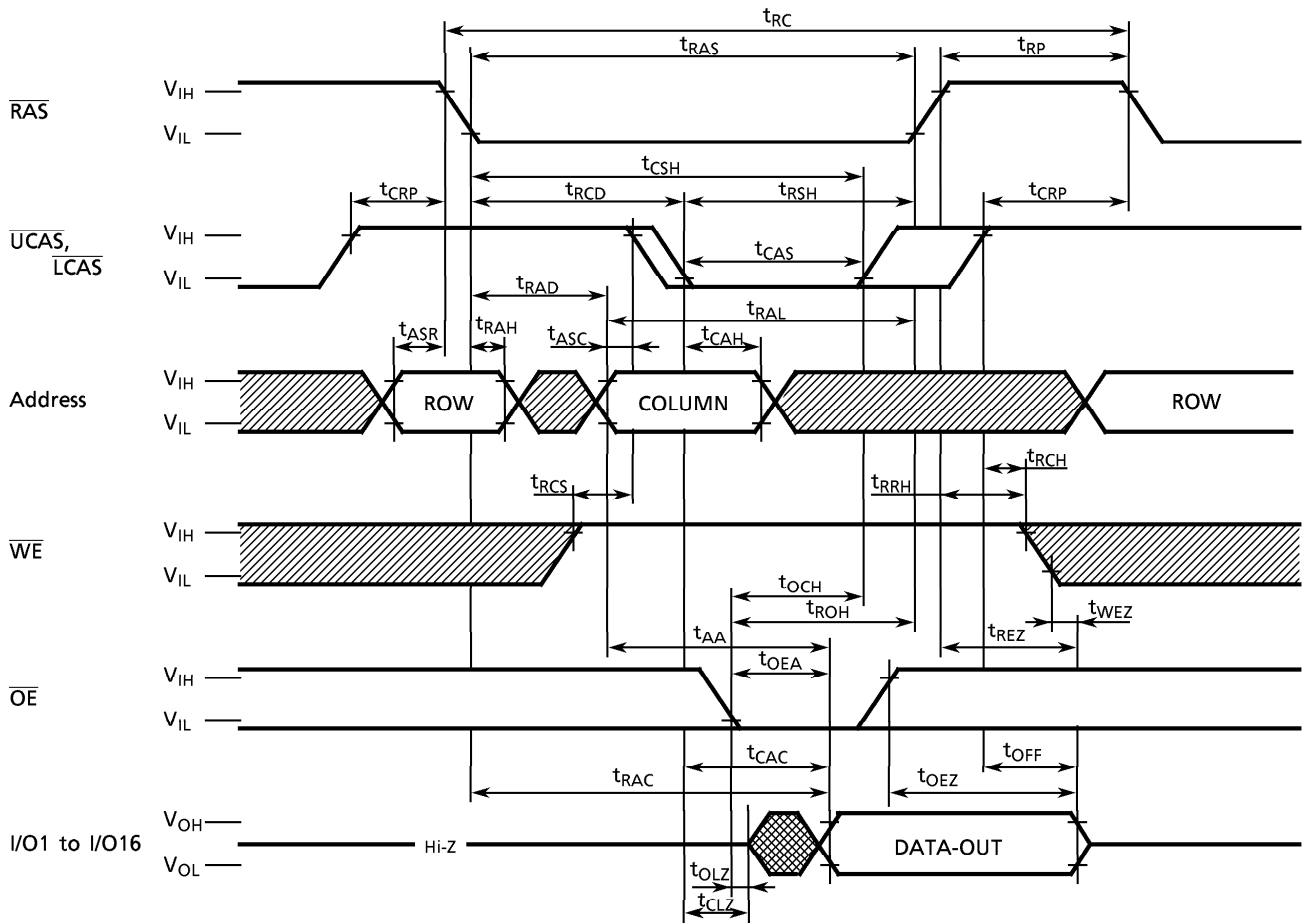 tRC
tRAS
tRP
RAS
VIH
VIL
tCSH
tCRP
tRCD
tRSH
tCRP
UCAS,
LCAS
VIH
VIL
tCAS
tRAD
tRAL
tASR
tRAH
tASC
tCAH
Address
VIH
VIL
ROW
COLUMN
ROW
tRCH
tRCS
tRRH
WE
VIH
VIL
tOCH
tROH
tWEZ
tAA
tREZ
tOEA
OE
VIH
VIL
tCAC
tOFF
tRAC
tOEZ
I/O1 to I/O16
VOH
VOL
Hi-Z
DATA-OUT
tOLZ
tCLZ